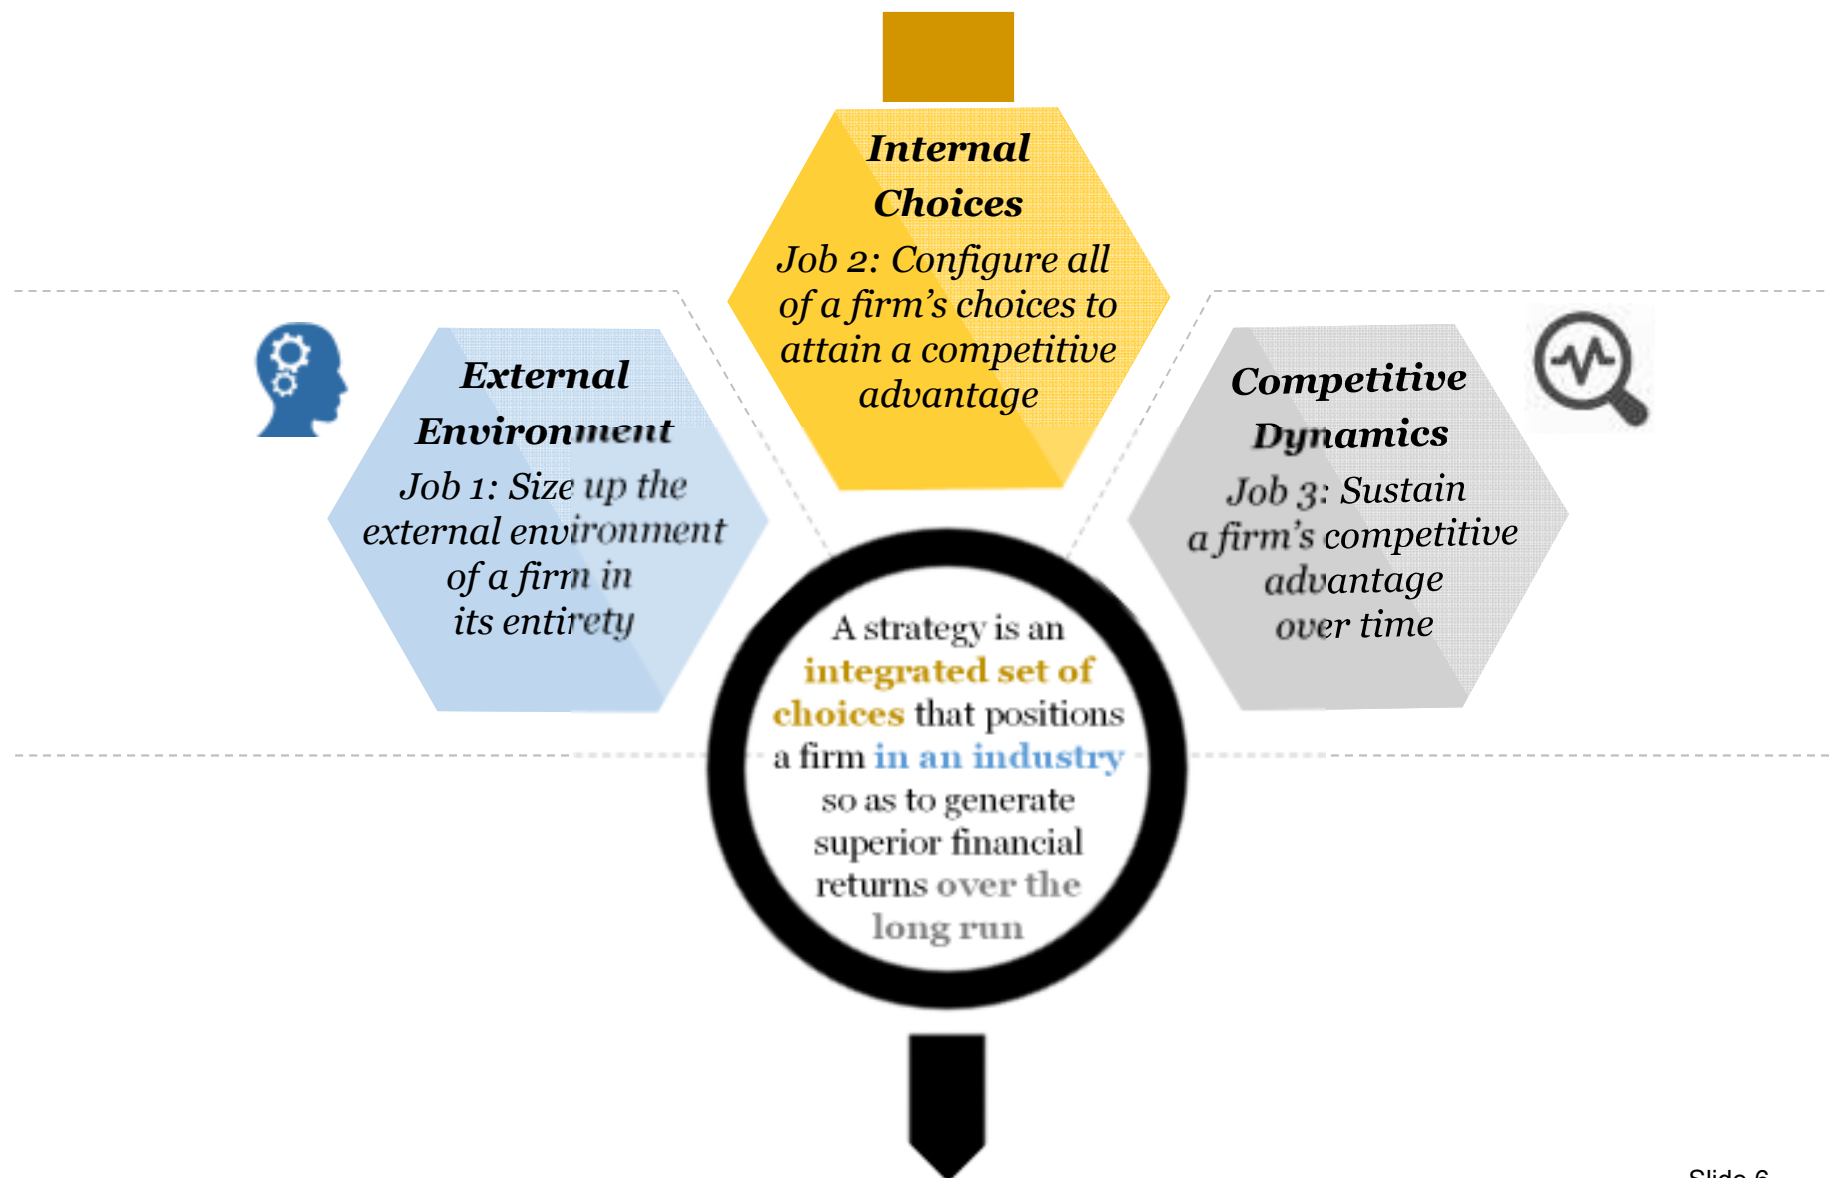 Internal
Choices
Job 2: Configure all
of a firm's choices to
attain a competitive
advantage
External
Environment
Job 1: Size up the
external environment
of a firm in
its entirety
Competitive
Dynamics
Job 3: Sustain
a firm's competitive
advantage
over time
A strategy is an
integrated set of
choices that positions
a firm in an industry
so as to generate
superior financial
returns over the
long run
Slide 6